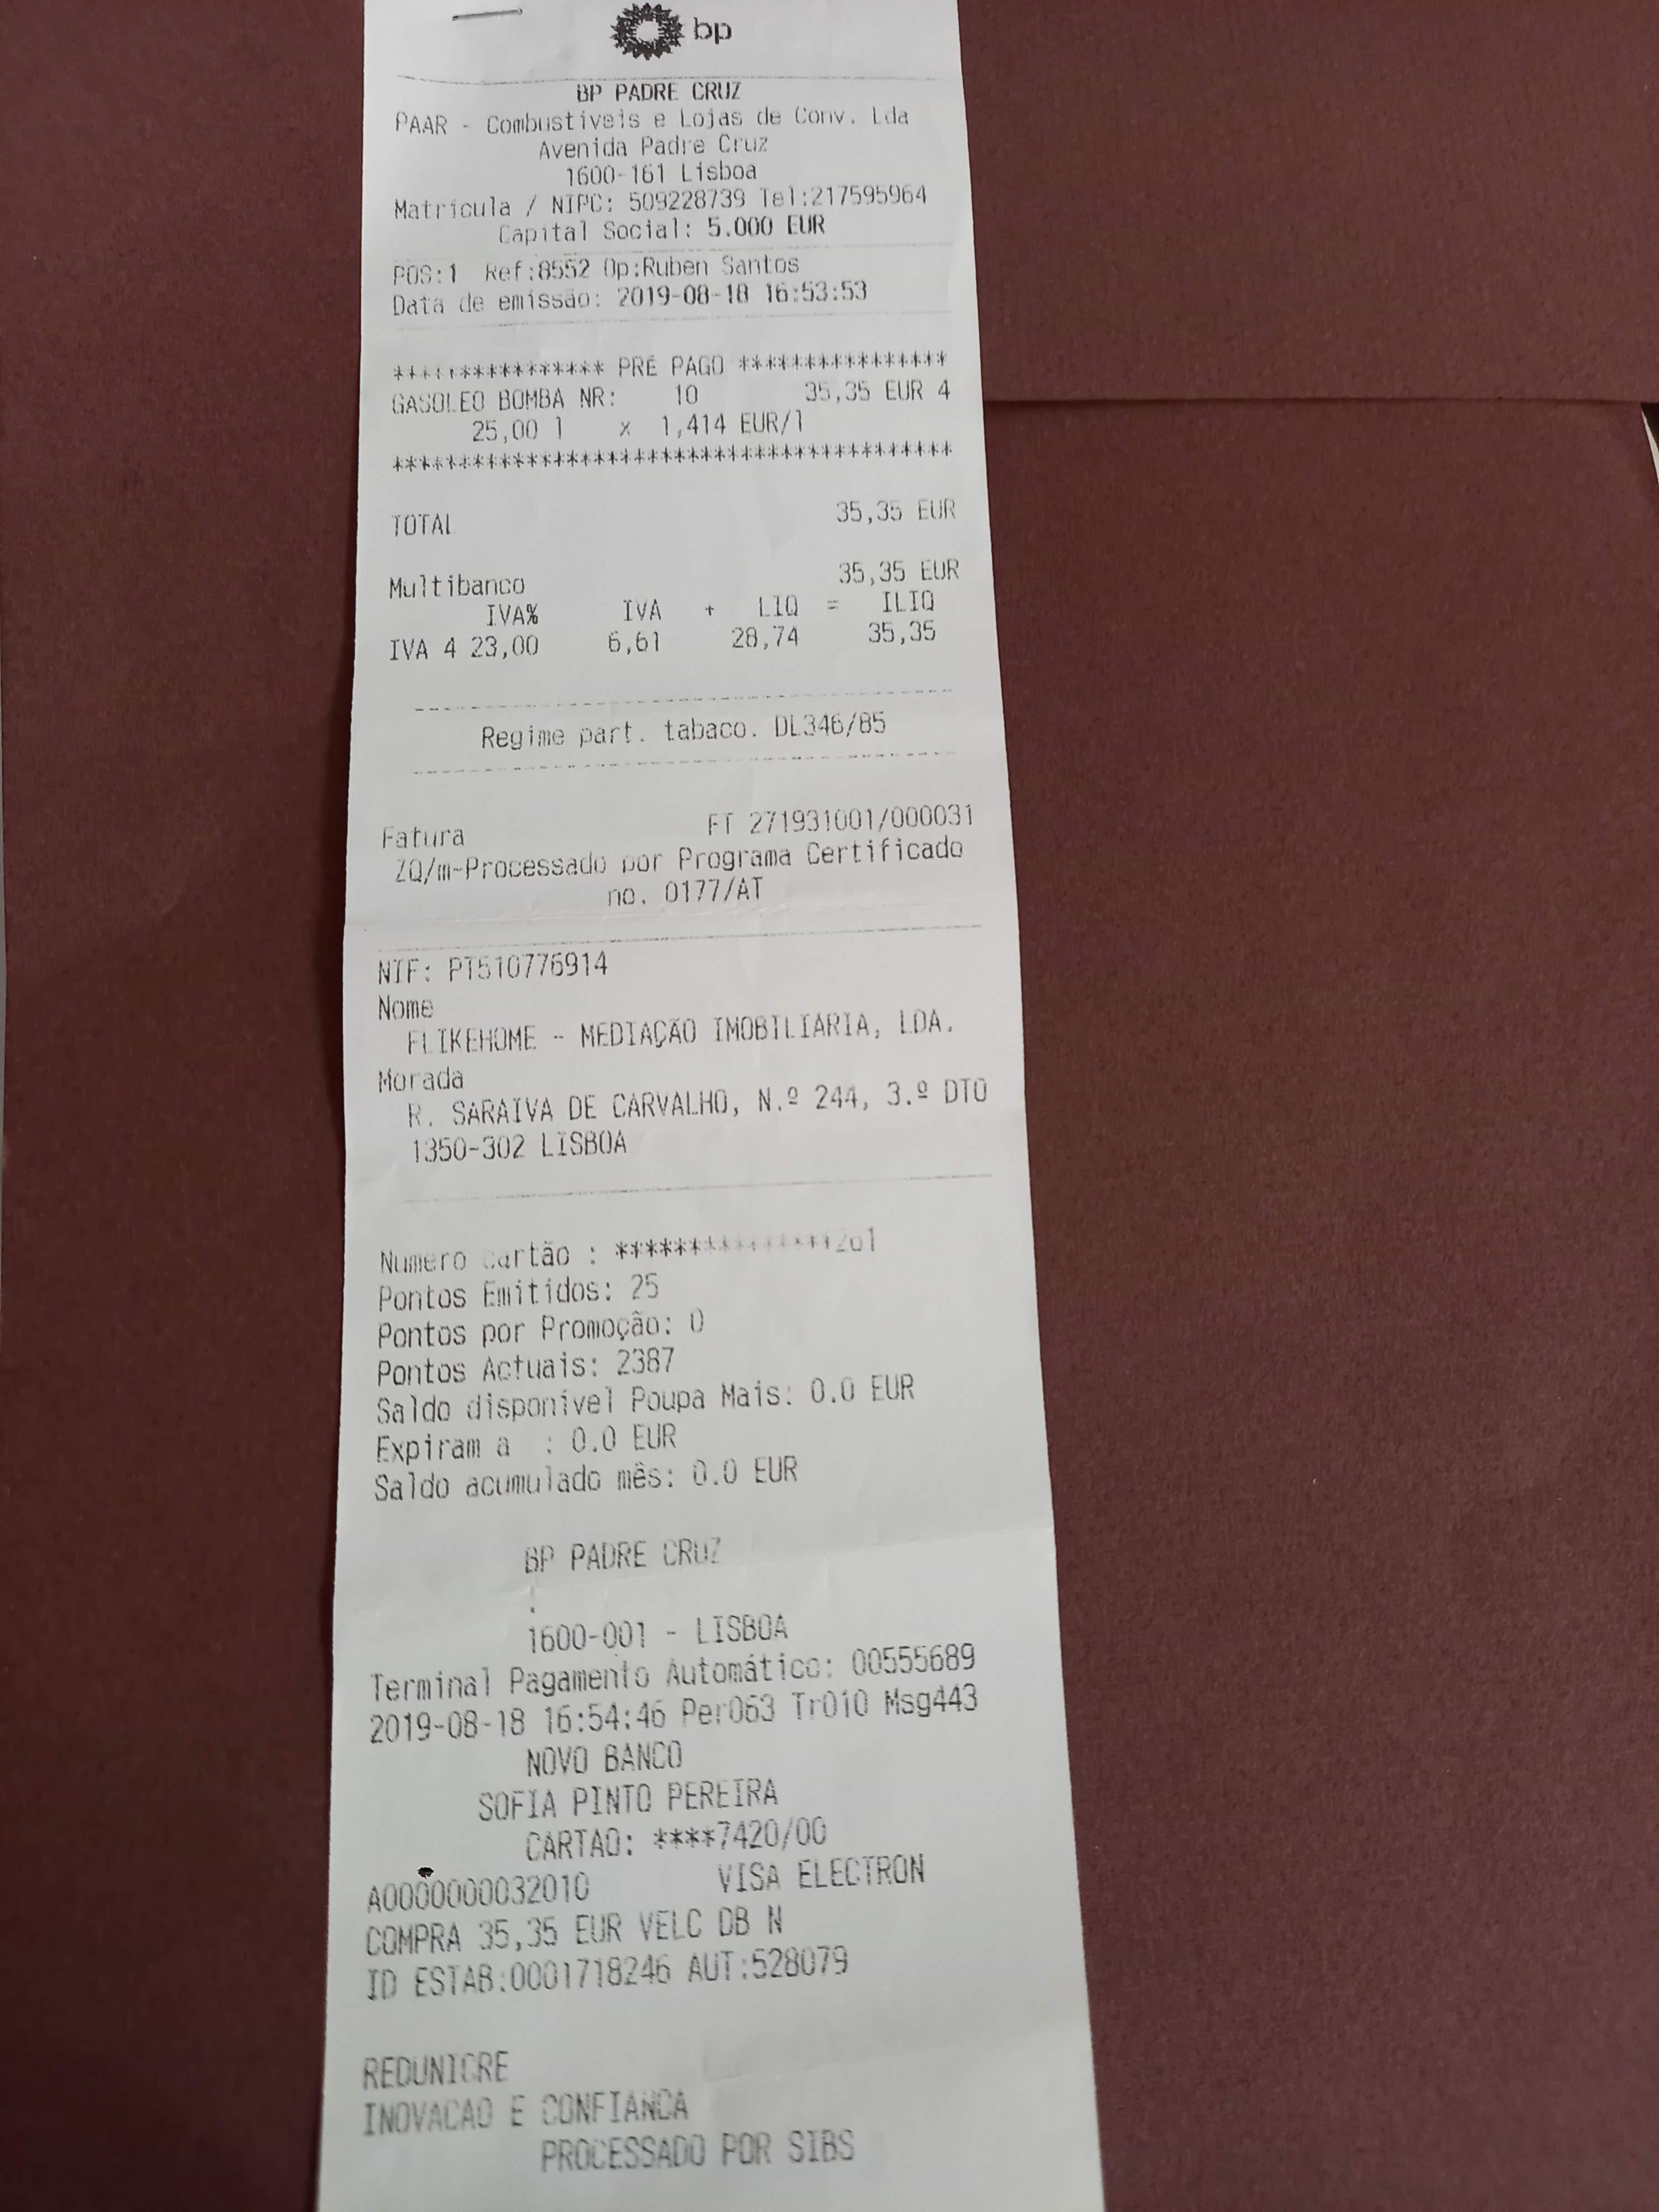 bp
BP PADRE CRUZ
PAAR - Combustiveis e Lojas de Conv. Lda
Avenida Padre Cruz
1600-161 Lisboa
Matrícula / NIPC: 509228739 Tel:217595964
Capital Social: 5.000 EUR
POS:1 Ref:8552 Op:Ruben Santos
Data de emissão: 2019-08-18 16:53:53
**************** PRÉ PAGO ****************
GASOLEO BOMBA NR: 10 35,35 EUR 4
25,00 l x 1,414 EUR/l
******************************************
TOTAL 35,35 EUR
Multibanco 35,35 EUR
IVA% IVA + LIQ = ILIQ
IVA 4 23,00 6,61 28,74 35,35
Regime part. tabaco. DL346/85
Fatura FT 271931001/000031
ZQ/m-Processado por Programa Certificado
no. 0177/AT
NIF: PT510776914
Nome
FLIKEHOME - MEDIAÇÃO IMOBILIARIA, LDA.
Morada
R. SARAIVA DE CARVALHO, N.º 244, 3.º DTO
1350-302 LISBOA
Numero cartão : ****************261
Pontos Emitidos: 25
Pontos por Promoção: 0
Pontos Actuais: 2387
Saldo disponível Poupa Mais: 0.0 EUR
Expiram a : 0.0 EUR
Saldo acumulado mês: 0.0 EUR
BP PADRE CRUZ
.
1600-001 - LISBOA
Terminal Pagamento Automático: 00555689
2019-08-18 16:54:46 Per063 Tr010 Msg443
NOVO BANCO
SOFIA PINTO PEREIRA
CARTAO: ****7420/00
A0000000032010 VISA ELECTRON
COMPRA 35,35 EUR VELC DB N
ID ESTAB:0001718246 AUT:528079
REDUNICRE
INOVACAO E CONFIANCA
PROCESSADO POR SIBS